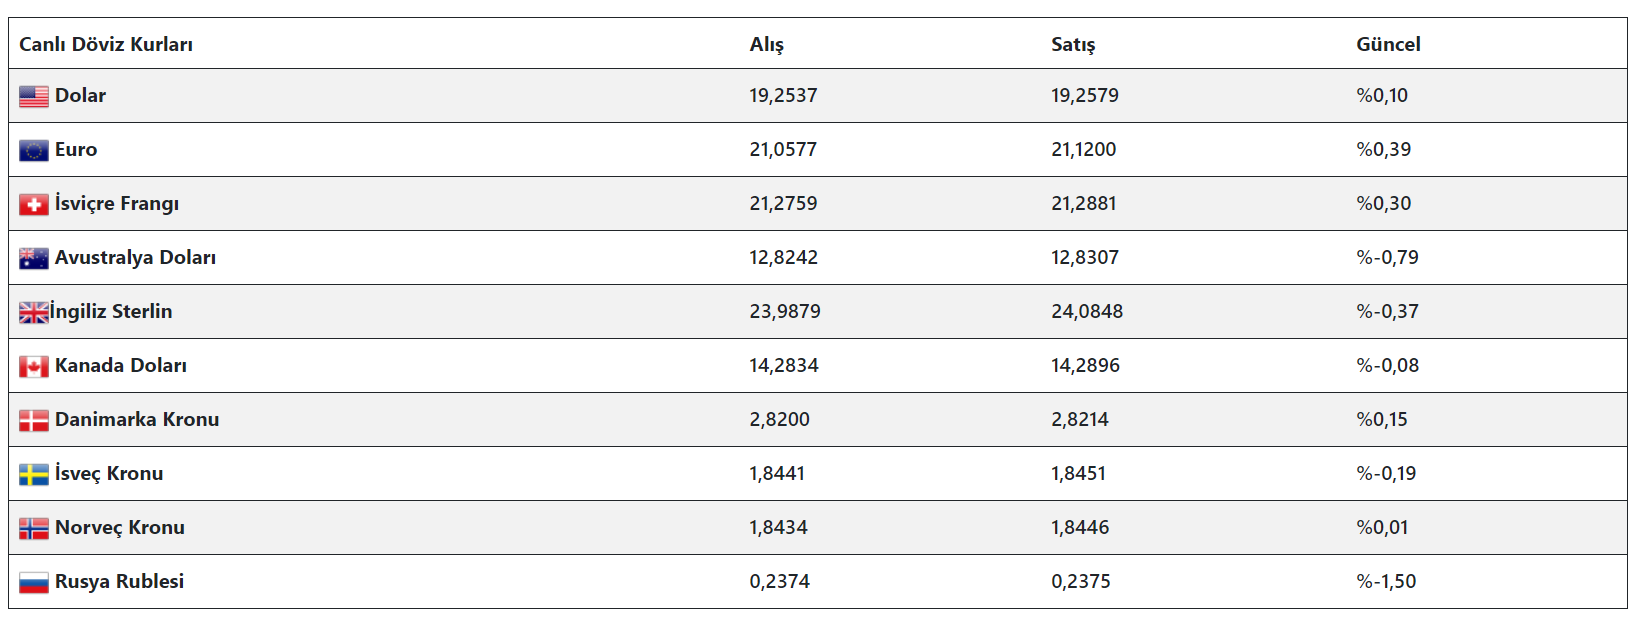 Canlı Döviz Kurları Alış Satış Güncel
Dolar 19,2537 19,2579 %0,10
Euro 21,0577 21,1200 %0,39
İsviçre Frangı 21,2759 21,2881 %0,30
Avustralya Doları 12,8242 12,8307 %-0,79
İngiliz Sterlin 23,9879 24,0848 %-0,37
Kanada Doları 14,2834 14,2896 %-0,08
Danimarka Kronu 2,8200 2,8214 %0,15
İsveç Kronu 1,8441 1,8451 %-0,19
Norveç Kronu 1,8434 1,8446 %0,01
Rusya Rublesi 0,2374 0,2375 %-1,50